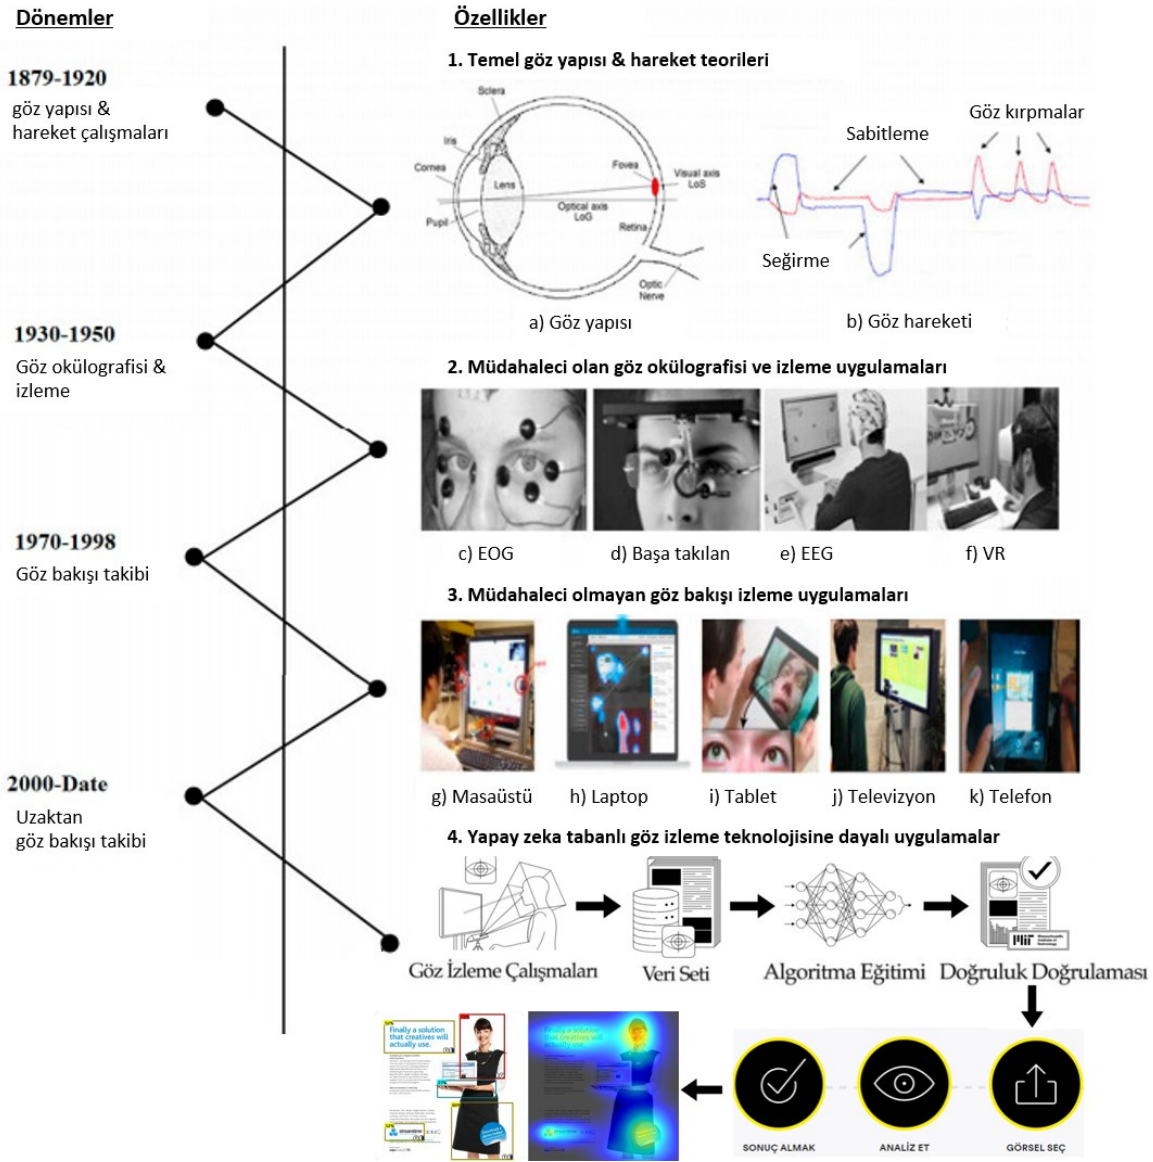 Dönemler
Özellikler
1879-1920
göz yapısı &
hareket çalışmaları
1. Temel göz yapısı & hareket teorileri
Sclera
Iris
Cornea
Lens
Pupil
Fovea
Visual axis
LoS
Optical axis
LoG
Retina
Optic
Nerve
a) Göz yapısı
Göz kırpmalar
Sabitleme
Seğirme
b) Göz hareketi
1930-1950
Göz okülografisi &
izleme
2. Müdahaleci olan göz okülografisi ve izleme uygulamaları
c) EOG
d) Başa takılan
e) EEG
f) VR
1970-1998
Göz bakışı takibi
3. Müdahaleci olmayan göz bakışı izleme uygulamaları
g) Masaüstü
h) Laptop
i) Tablet
j) Televizyon
k) Telefon
2000-Date
Uzaktan
göz bakışı takibi
4. Yapay zeka tabanlı göz izleme teknolojisine dayalı uygulamalar
Göz İzleme Çalışmaları
Veri Seti
Algoritma Eğitimi
Doğruluk Doğrulaması
Finally a solution
that creatives will
actually use.
SONUÇ ALMAK
ANALİZ ET
GÖRSEL SEÇ